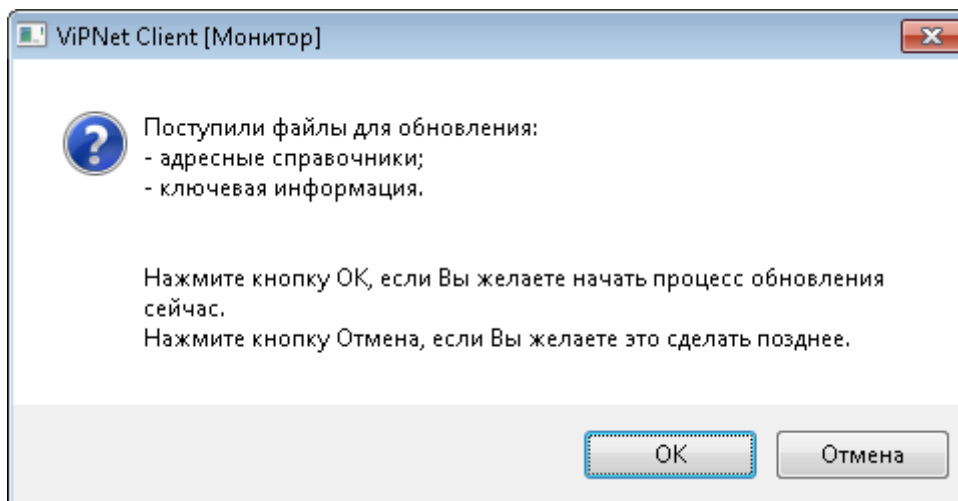 ViPNet Client [Монитор]
Поступили файлы для обновления:
- адресные справочники;
- ключевая информация.
Нажмите кнопку ОК, если Вы желаете начать процесс обновления
сейчас.
Нажмите кнопку Отмена, если Вы желаете это сделать позднее.
ОК
Отмена